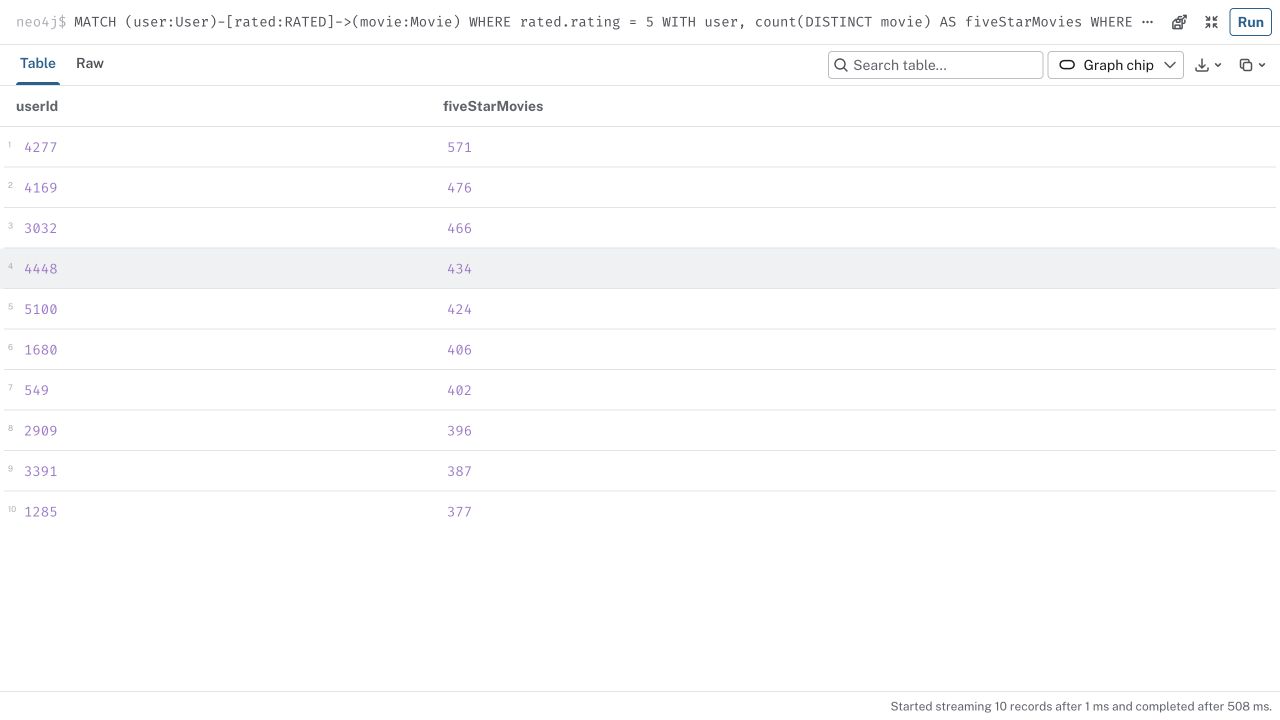 neo4j$ MATCH (user:User)-[rated:RATED]->(movie:Movie) WHERE rated.rating = 5 WITH user, count(DISTINCT movie) AS fiveStarMovies WHERE ··· Run
Table Raw Search table... Graph chip
userId fiveStarMovies
1 4277 571
2 4169 476
3 3032 466
4 4448 434
5 5100 424
6 1680 406
7 549 402
8 2909 396
9 3391 387
10 1285 377
Started streaming 10 records after 1 ms and completed after 508 ms.